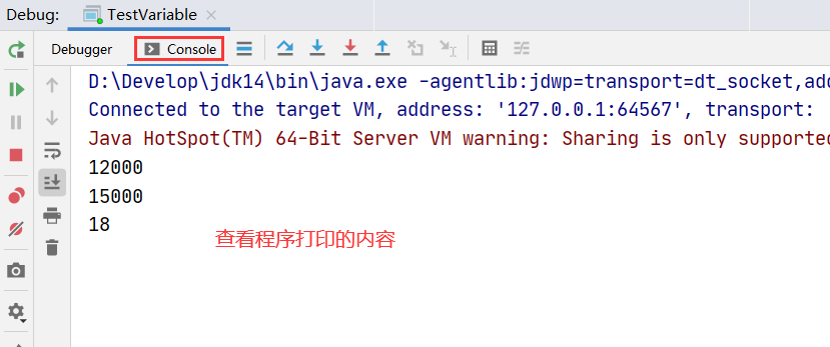 Debug: TestVariable
Debugger Console
D:\Develop\jdk14\bin\java.exe -agentlib:jdwp=transport=dt_socket,add
Connected to the target VM, address: '127.0.0.1:64567', transport:
Java HotSpot(TM) 64-Bit Server VM warning: Sharing is only supported
12000
15000
18
查看程序打印的内容